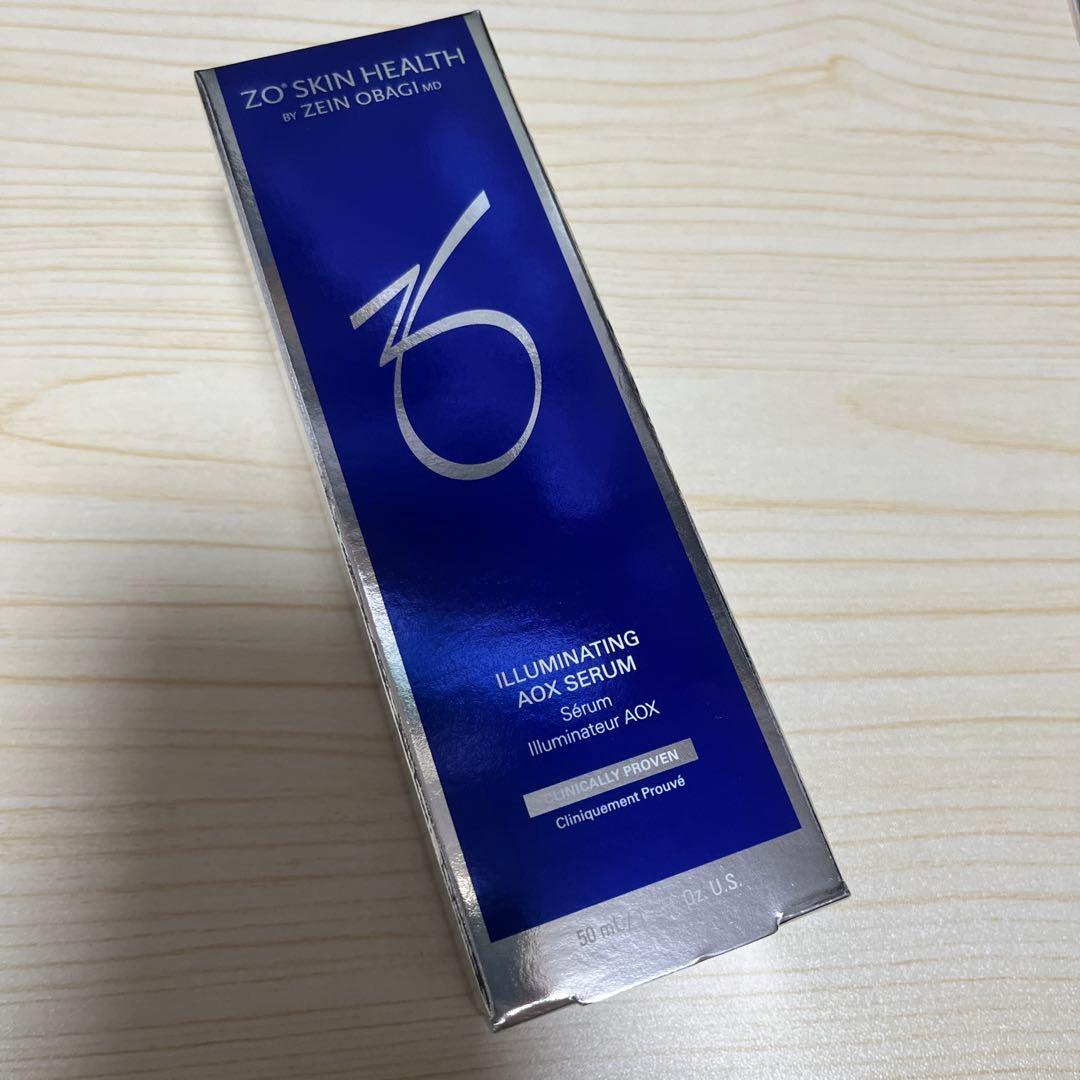 ZO® SKIN HEALTH
BY ZEIN OBAGI MD
ZO
ILLUMINATING
AOX SERUM
Sérum
Illuminateur AOX
CLINICALLY PROVEN
Cliniquement Prouvé
50 mL / Oz. U.S.